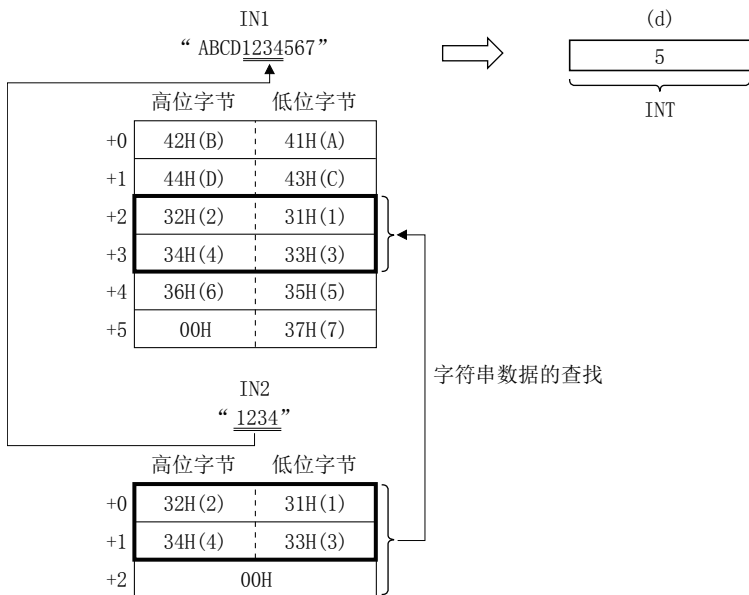 IN1
(d)
“ ABCD1234567”
5
INT
高位字节 低位字节
+0 42H(B) 41H(A)
+1 44H(D) 43H(C)
+2 32H(2) 31H(1)
+3 34H(4) 33H(3)
+4 36H(6) 35H(5)
+5 00H 37H(7)
字符串数据的查找
IN2
“ 1234”
高位字节 低位字节
+0 32H(2) 31H(1)
+1 34H(4) 33H(3)
+2 00H